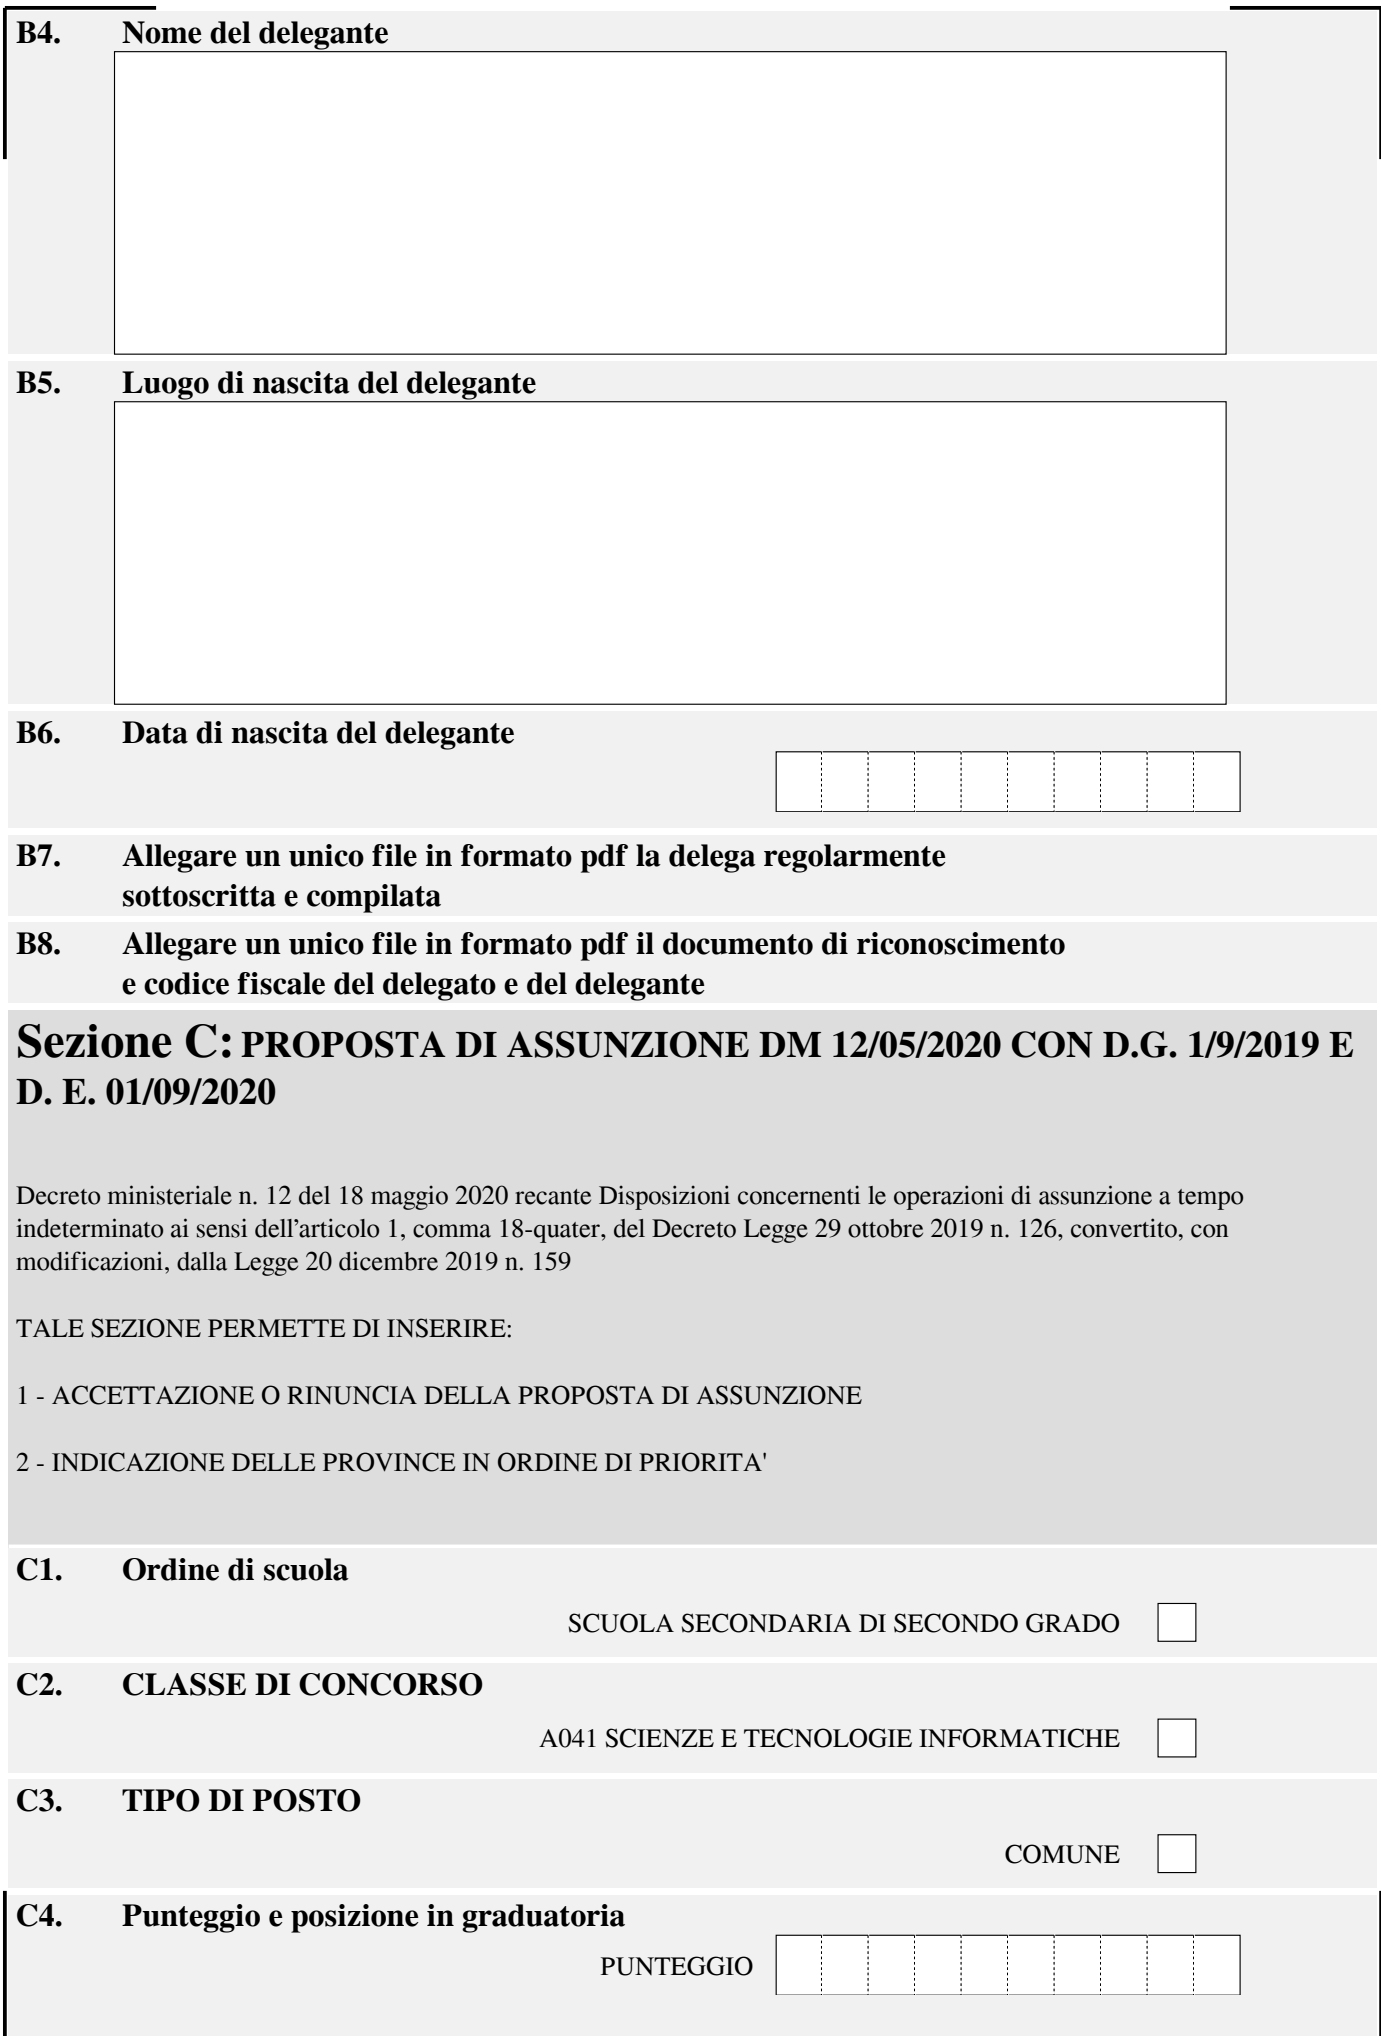 B4. Nome del delegante
B5. Luogo di nascita del delegante
B6. Data di nascita del delegante
B7. Allegare un unico file in formato pdf la delega regolarmente
sottoscritta e compilata
B8. Allegare un unico file in formato pdf il documento di riconoscimento
e codice fiscale del delegato e del delegante
Sezione C: PROPOSTA DI ASSUNZIONE DM 12/05/2020 CON D.G. 1/9/2019 E
D. E. 01/09/2020
Decreto ministeriale n. 12 del 18 maggio 2020 recante Disposizioni concernenti le operazioni di assunzione a tempo
indeterminato ai sensi dell'articolo 1, comma 18-quater, del Decreto Legge 29 ottobre 2019 n. 126, convertito, con
modificazioni, dalla Legge 20 dicembre 2019 n. 159
TALE SEZIONE PERMETTE DI INSERIRE:
1 - ACCETTAZIONE O RINUNCIA DELLA PROPOSTA DI ASSUNZIONE
2 - INDICAZIONE DELLE PROVINCE IN ORDINE DI PRIORITA'
C1. Ordine di scuola
SCUOLA SECONDARIA DI SECONDO GRADO
C2. CLASSE DI CONCORSO
A041 SCIENZE E TECNOLOGIE INFORMATICHE
C3. TIPO DI POSTO
COMUNE
C4. Punteggio e posizione in graduatoria
PUNTEGGIO